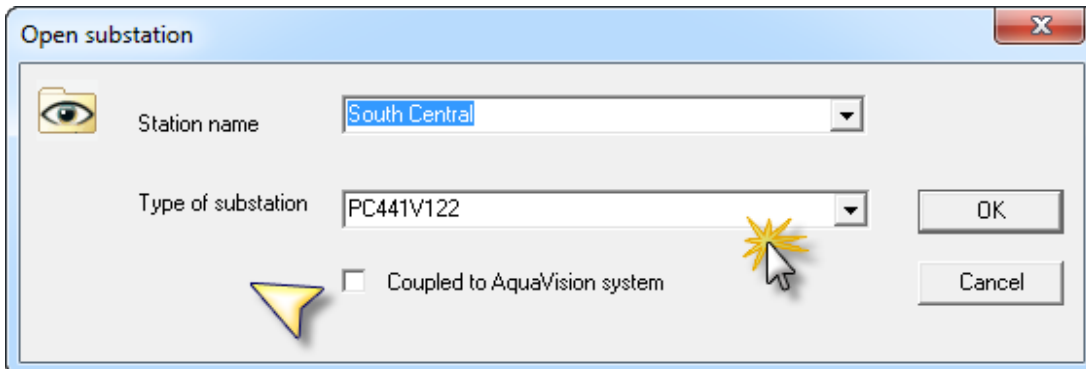 Open substation
Station name
South Central
Type of substation
PC441V122
OK
Coupled to AquaVision system
Cancel